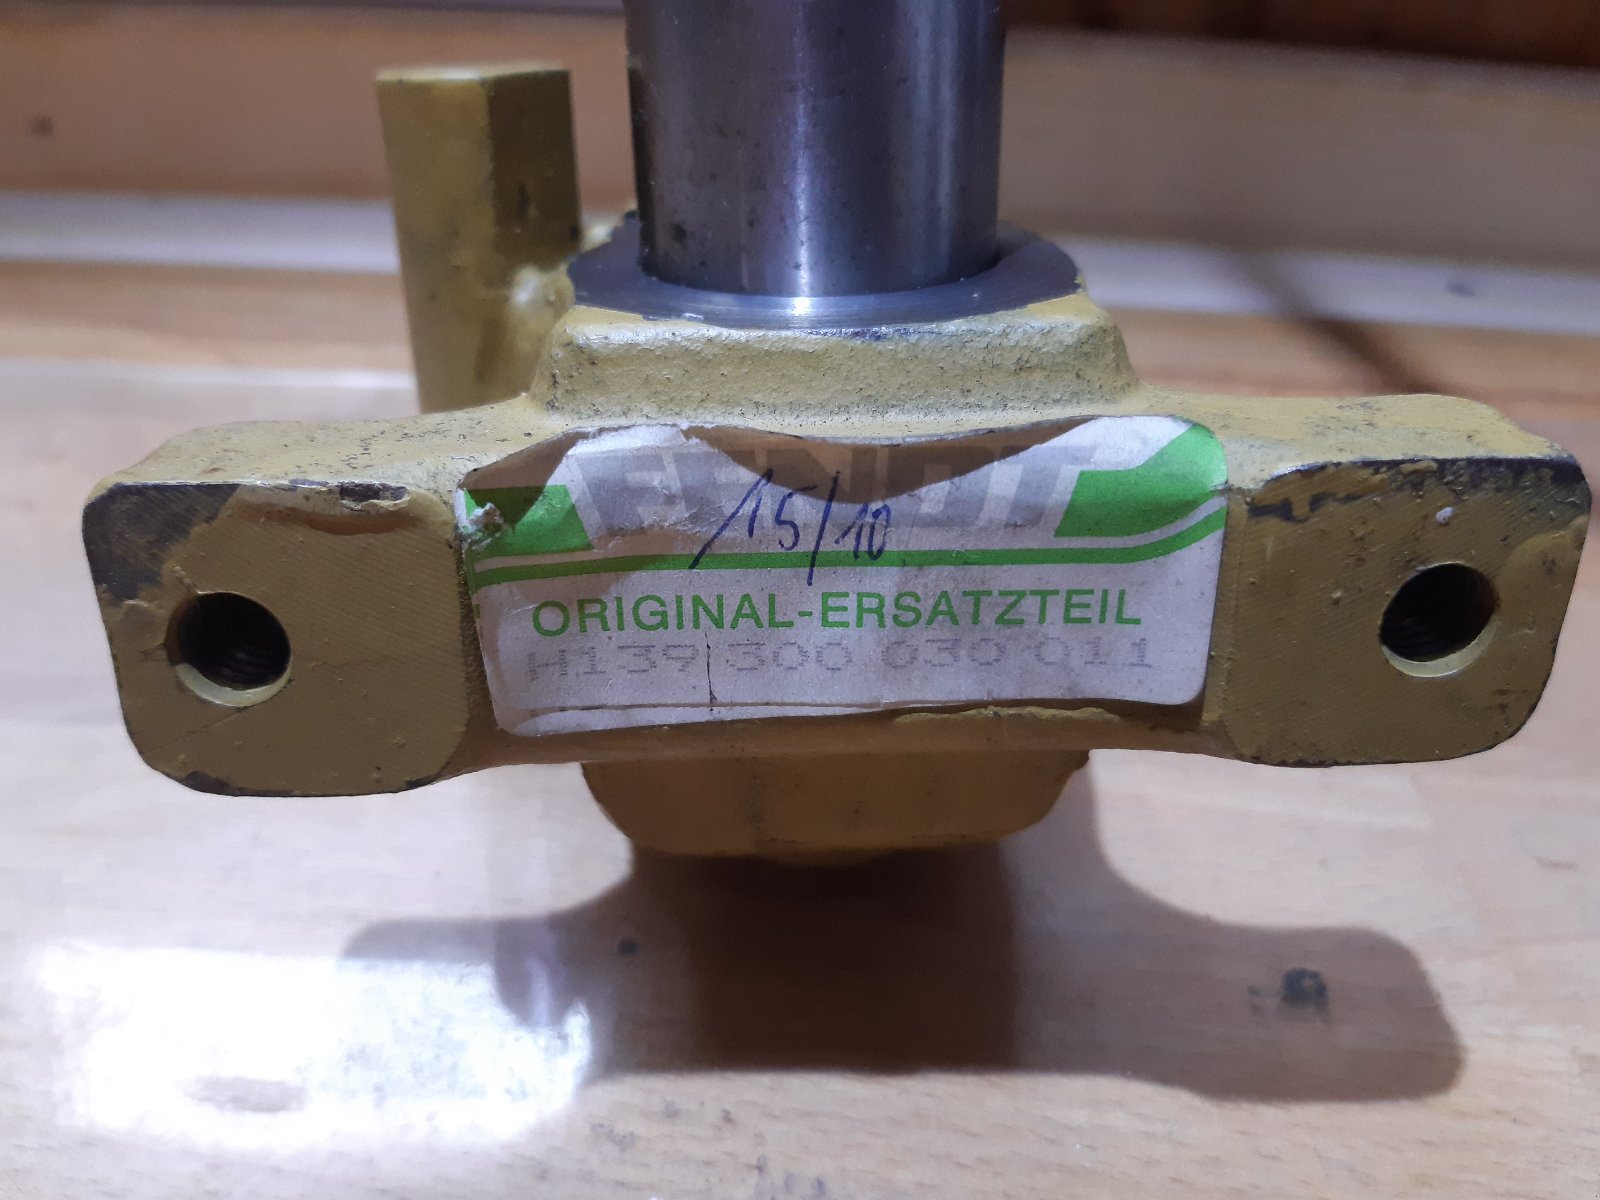 FENDT
15/10
ORIGINAL-ERSATZTEIL
H139 300 030 011